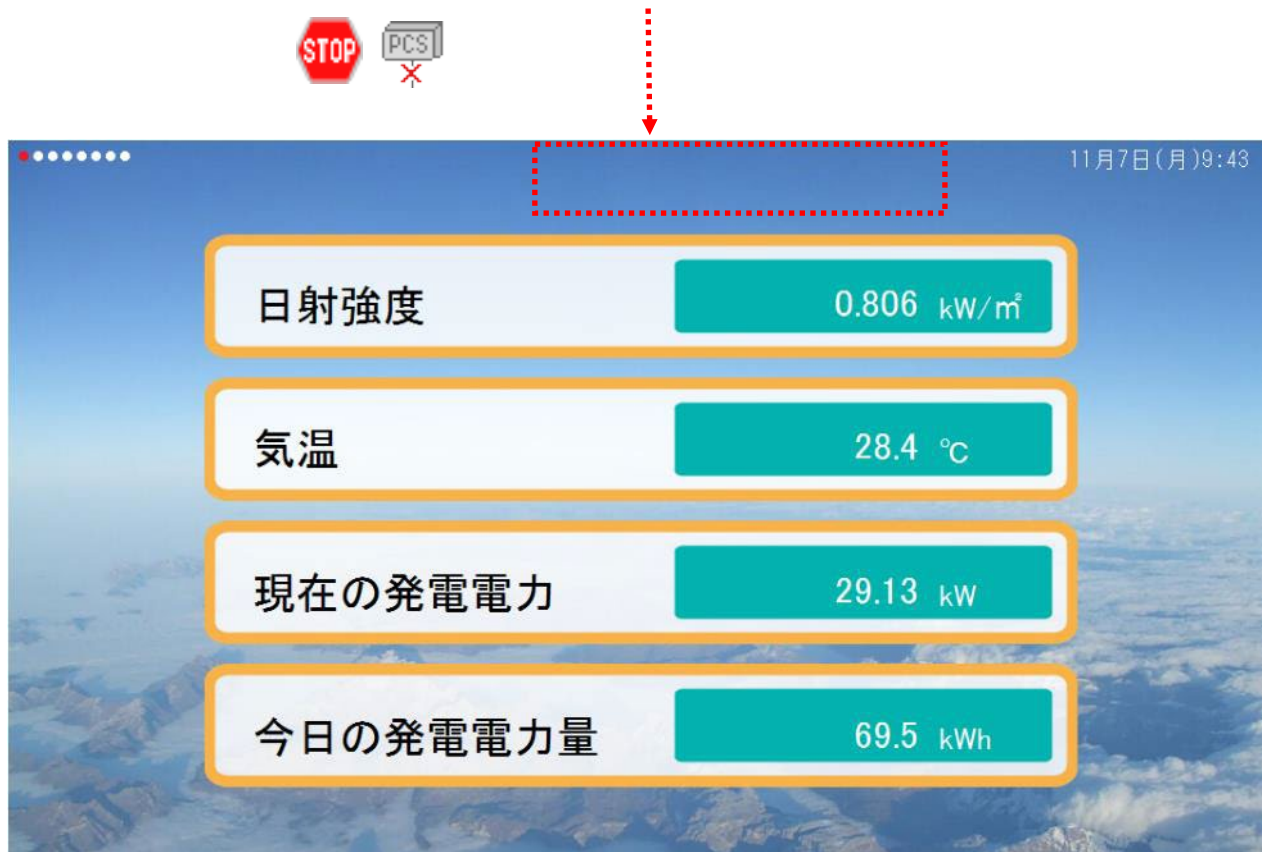 STOP PCS
11月7日(月)9:43
日射強度 0.806 kW/㎡
気温 28.4 ℃
現在の発電電力 29.13 kW
今日の発電電力量 69.5 kWh